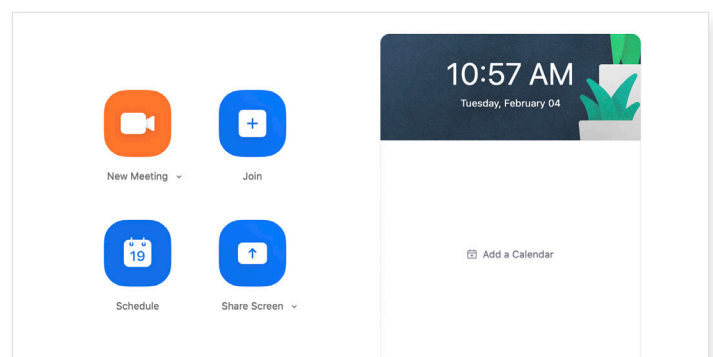 10:57 AM
Tuesday, February 04
New Meeting
Join
19
Schedule
Share Screen
Add a Calendar